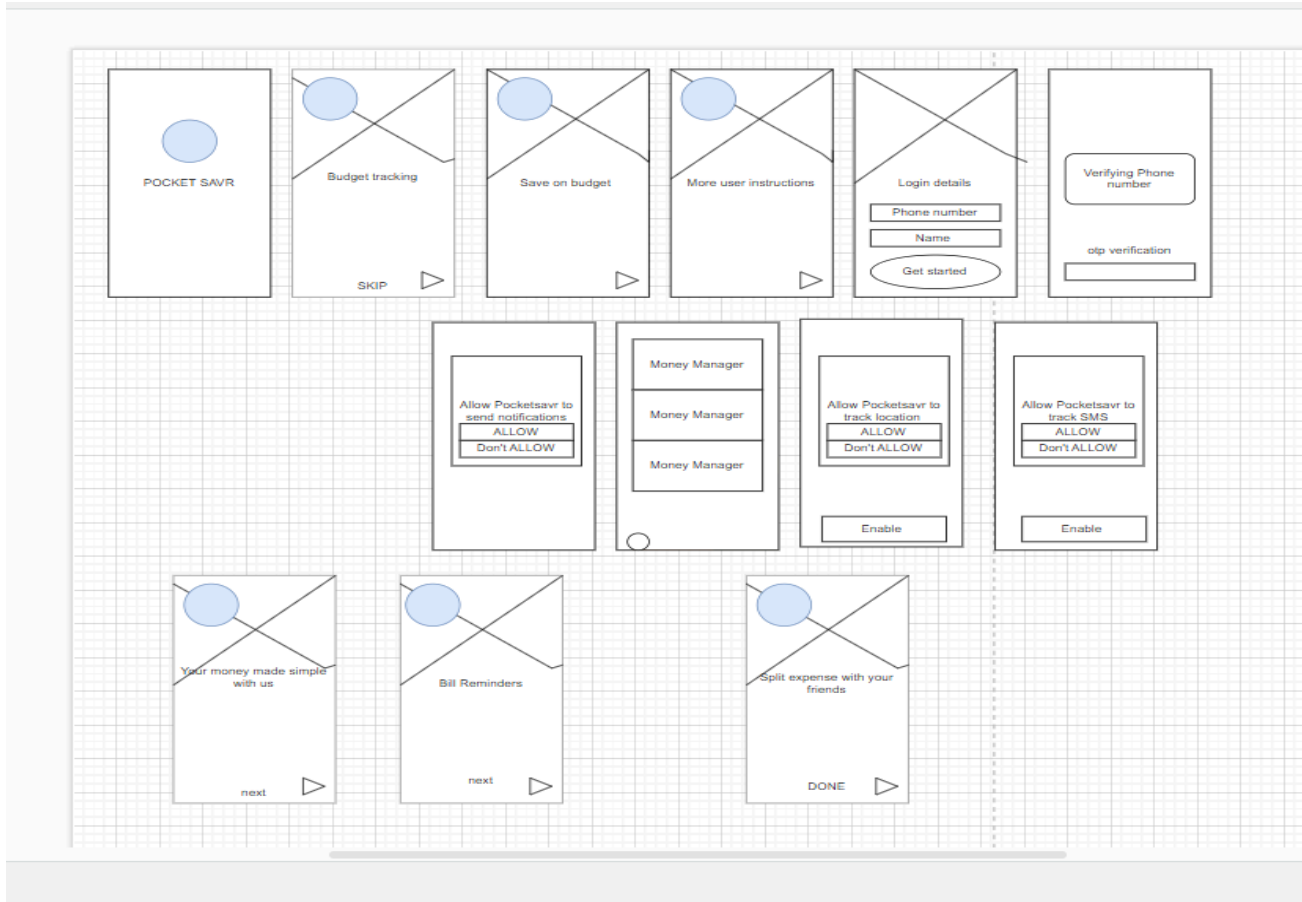 POCKET SAVR
Budget tracking
SKIP
Save on budget
More user instructions
Login details
Phone number
Name
Get started
Verifying Phone
number
otp verification
Allow Pocketsavr to
send notifications
ALLOW
Don't ALLOW
Money Manager
Money Manager
Money Manager
Allow Pocketsavr to
track location
ALLOW
Don't ALLOW
Enable
Allow Pocketsavr to
track SMS
ALLOW
Don't ALLOW
Enable
Your money made simple
with us
next
Bill Reminders
next
Split expense with your
friends
DONE